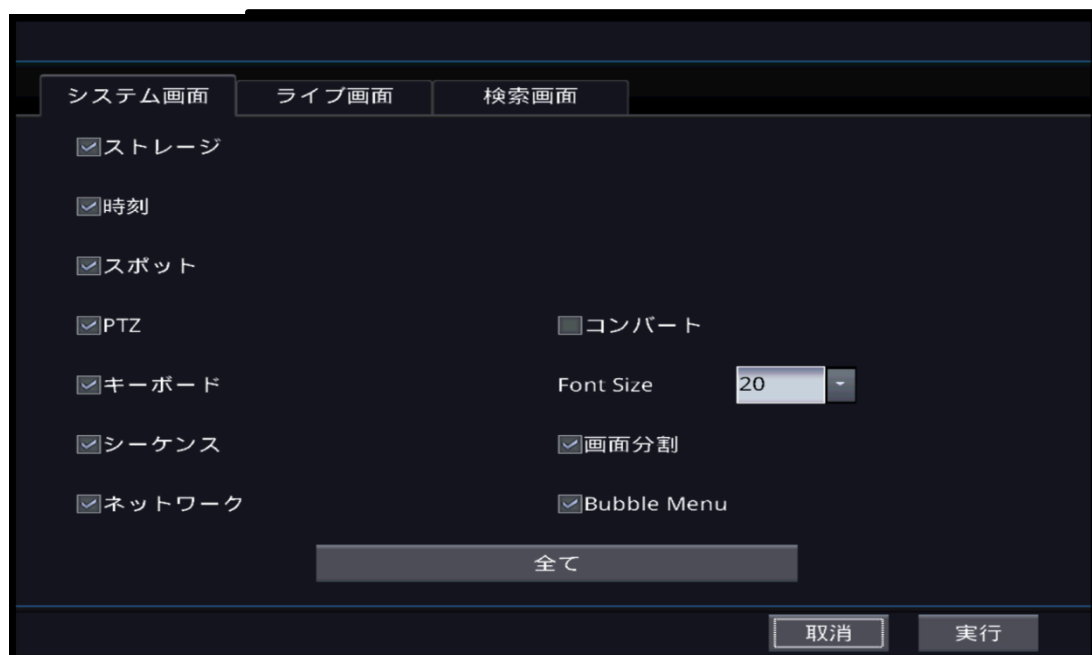 システム画面 ライブ画面 検索画面
ストレージ
時刻
スポット
PTZ コンバート
キーボード Font Size 20
シーケンス 画面分割
ネットワーク Bubble Menu
全て
取消 実行